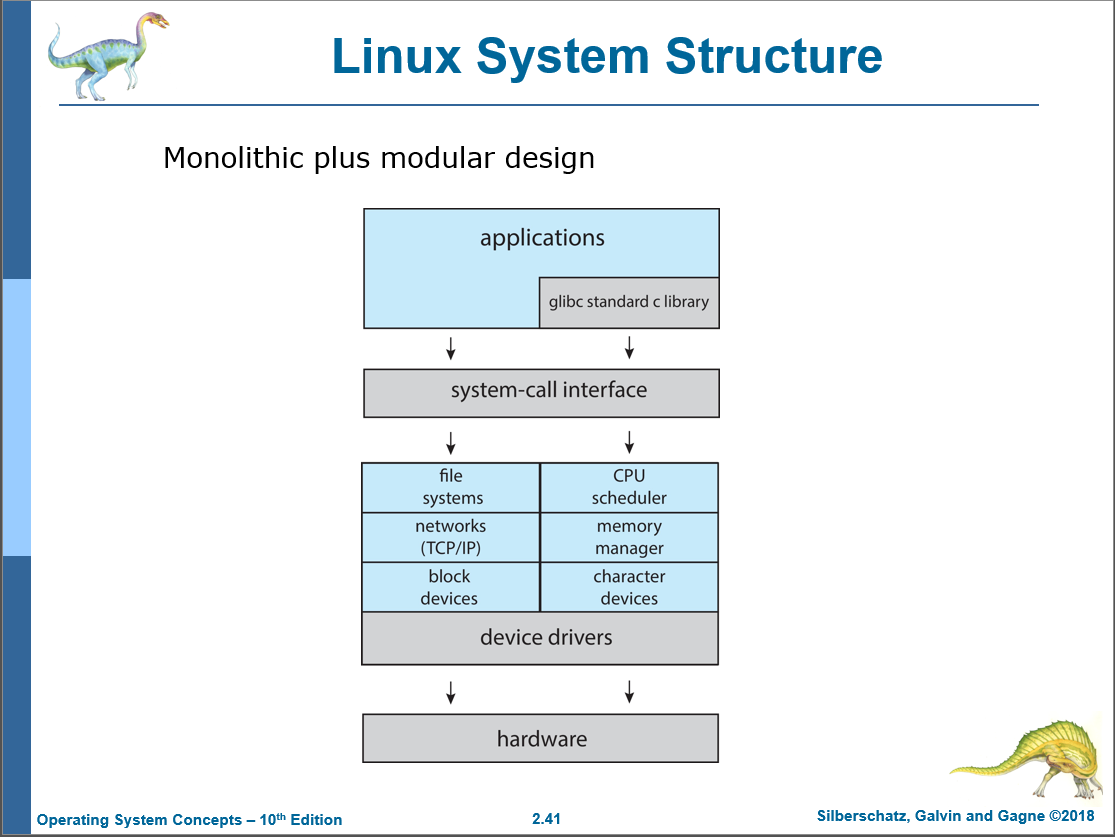 Linux System Structure
Monolithic plus modular design
applications
glibc standard c library
system-call interface
file
systems
CPU
scheduler
networks
(TCP/IP)
memory
manager
block
devices
character
devices
device drivers
hardware
Operating System Concepts – 10th Edition
2.41
Silberschatz, Galvin and Gagne ©2018